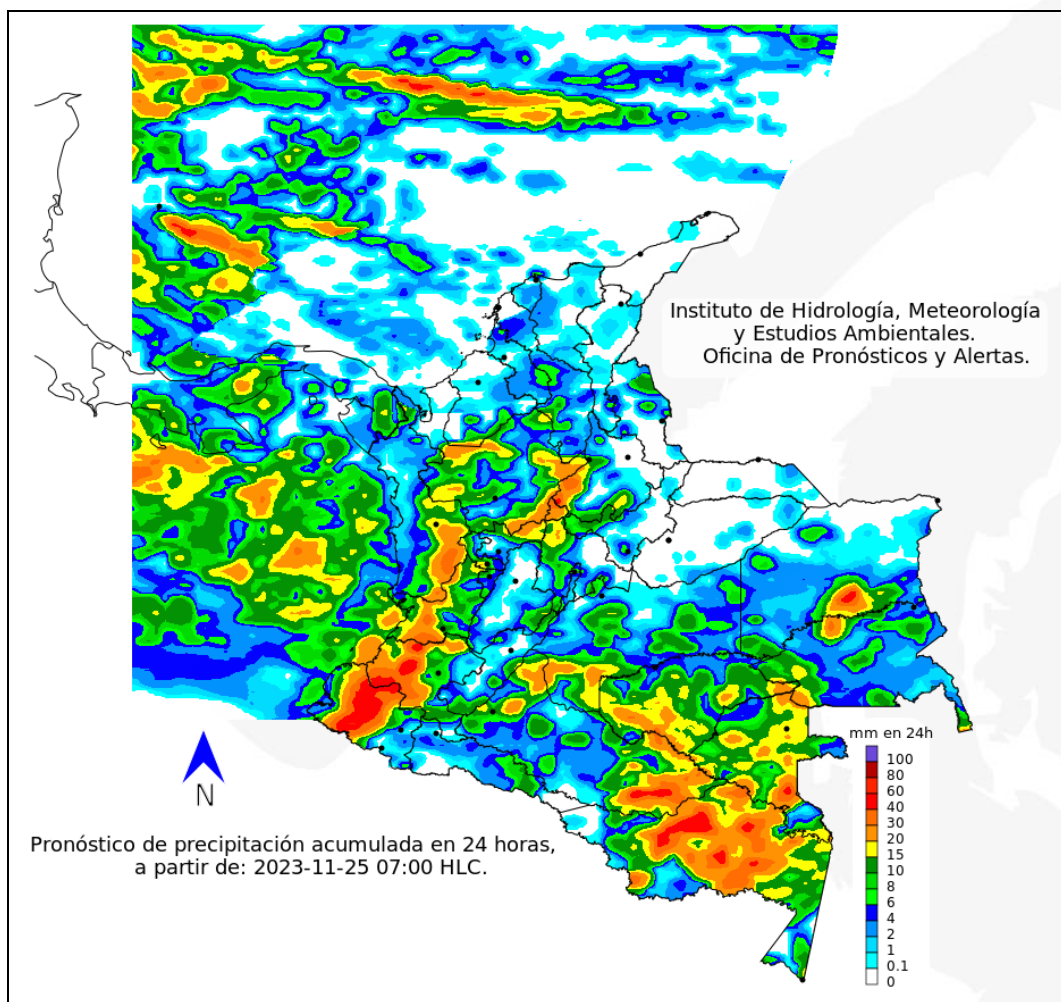 Instituto de Hidrología, Meteorología
y Estudios Ambientales.
Oficina de Pronósticos y Alertas.
N
Pronóstico de precipitación acumulada en 24 horas,
a partir de: 2023-11-25 07:00 HLC.
mm en 24h
100
80
60
40
30
20
15
10
8
6
4
2
1
0.1
0